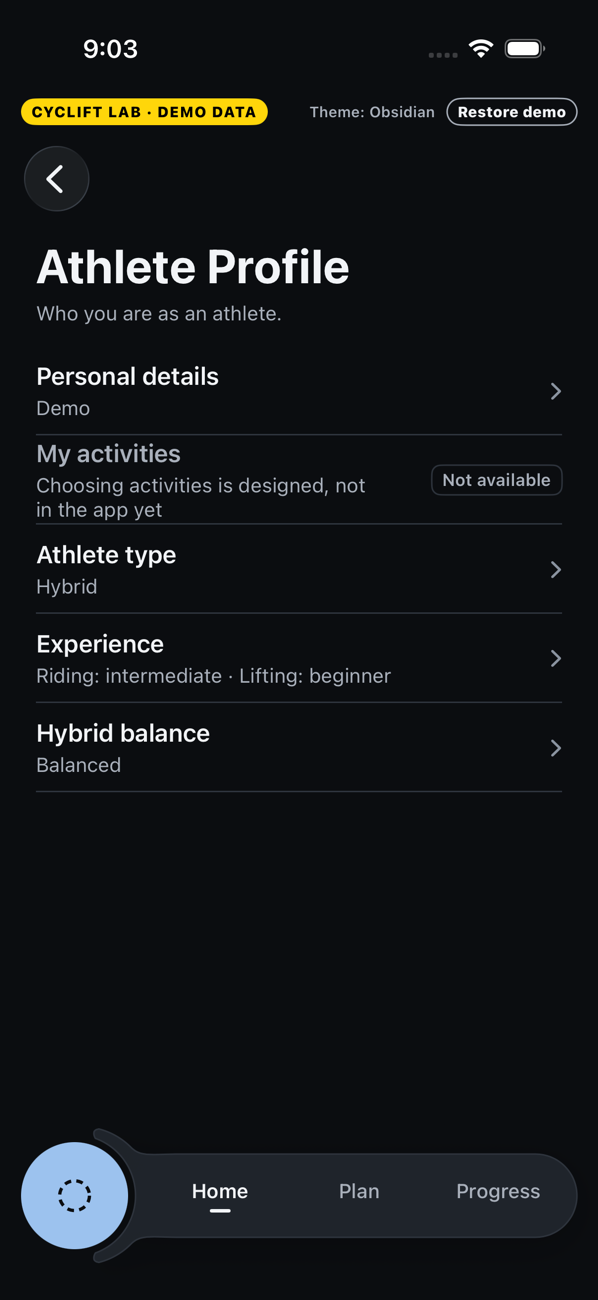 9:03
CYCLIFT LAB · DEMO DATA
Theme: Obsidian
Restore demo
Athlete Profile
Who you are as an athlete.
Personal details
Demo
My activities
Choosing activities is designed, not
in the app yet
Not available
Athlete type
Hybrid
Experience
Riding: intermediate · Lifting: beginner
Hybrid balance
Balanced
Home
Plan
Progress